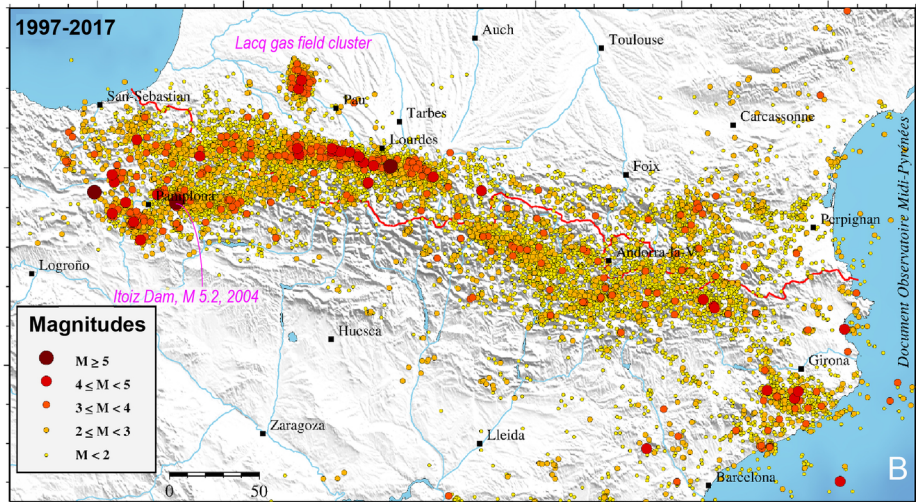 1997-2017
Auch
Toulouse
Lacq gas field cluster
San-Sebastian
Pau
Tarbes
Carcassonne
Lourdes
Foix
Pamplona
Perpignan
Andorra-la-V.
Logroño
Itoiz Dam, M 5.2, 2004
Document Observatoire Midi-Pyrénées
Magnitudes
M ≥ 5
4 ≤ M < 5
3 ≤ M < 4
2 ≤ M < 3
M < 2
Huesca
Girona
Zaragoza
Lleida
Barcelona
0 50
B